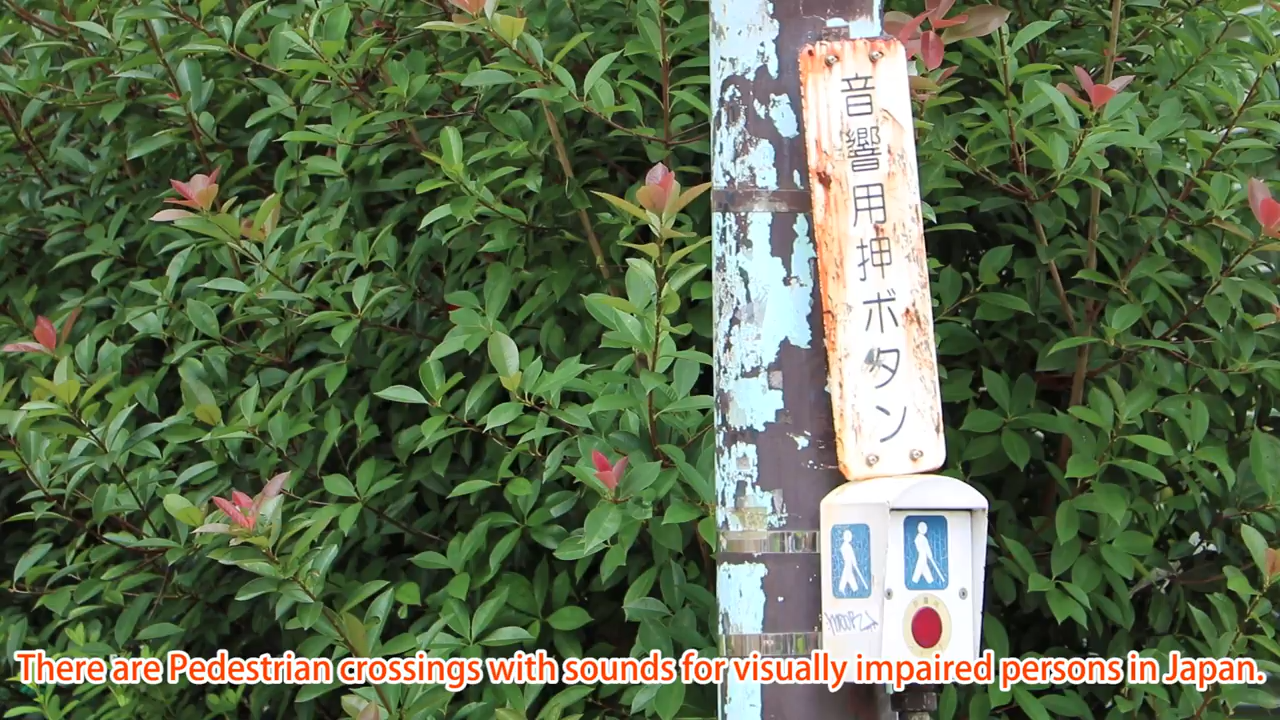 音響用押ボタン
There are Pedestrian crossings with sounds for visually impaired persons in Japan.